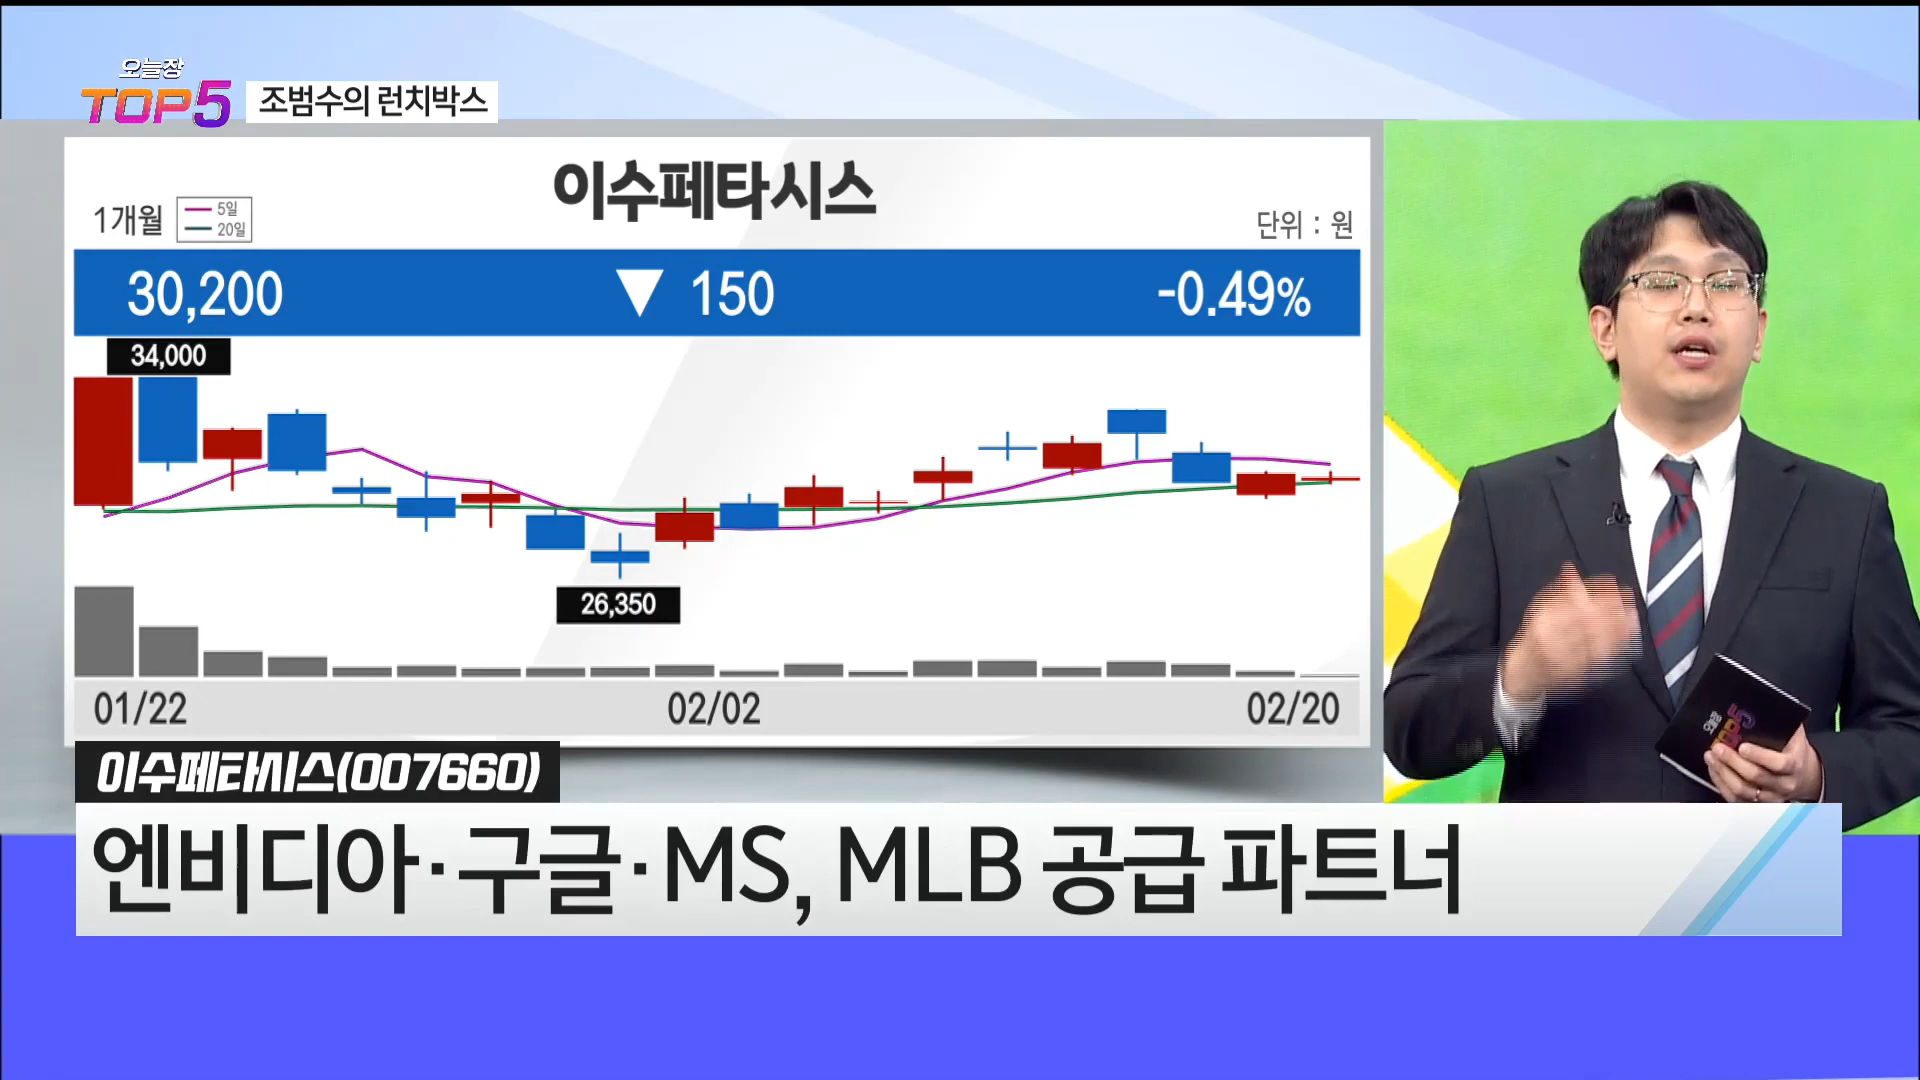 오늘장
TOP5
조범수의 런치박스
이수페타시스
1개월
5일
20일
단위 : 원
30,200 ▼ 150 -0.49%
34,000
26,350
01/22 02/02 02/20
이수페타시스(007660)
엔비디아·구글·MS, MLB 공급 파트너